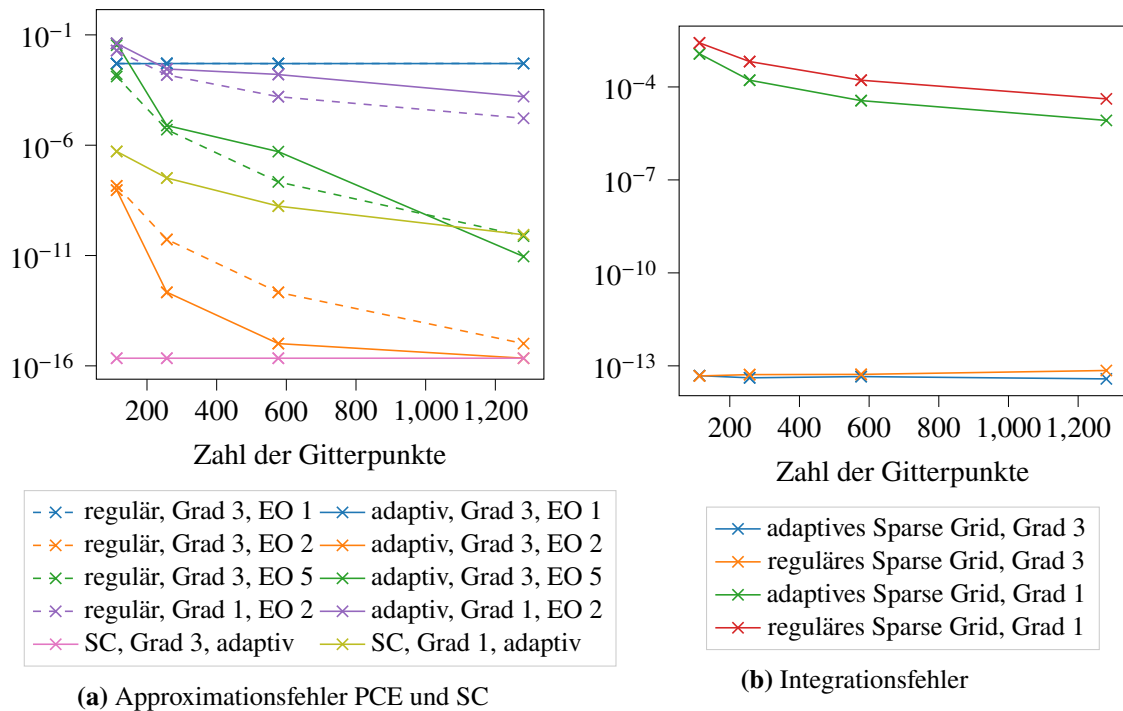 10⁻¹
10⁻⁶
10⁻¹¹
10⁻¹⁶
200 400 600 800 1,000 1,200
Zahl der Gitterpunkte
regulär, Grad 3, EO 1 adaptiv, Grad 3, EO 1
regulär, Grad 3, EO 2 adaptiv, Grad 3, EO 2
regulär, Grad 3, EO 5 adaptiv, Grad 3, EO 5
regulär, Grad 1, EO 2 adaptiv, Grad 1, EO 2
SC, Grad 3, adaptiv SC, Grad 1, adaptiv
(a) Approximationsfehler PCE und SC
10⁻⁴
10⁻⁷
10⁻¹⁰
10⁻¹³
200 400 600 800 1,000 1,200
Zahl der Gitterpunkte
adaptives Sparse Grid, Grad 3
reguläres Sparse Grid, Grad 3
adaptives Sparse Grid, Grad 1
reguläres Sparse Grid, Grad 1
(b) Integrationsfehler